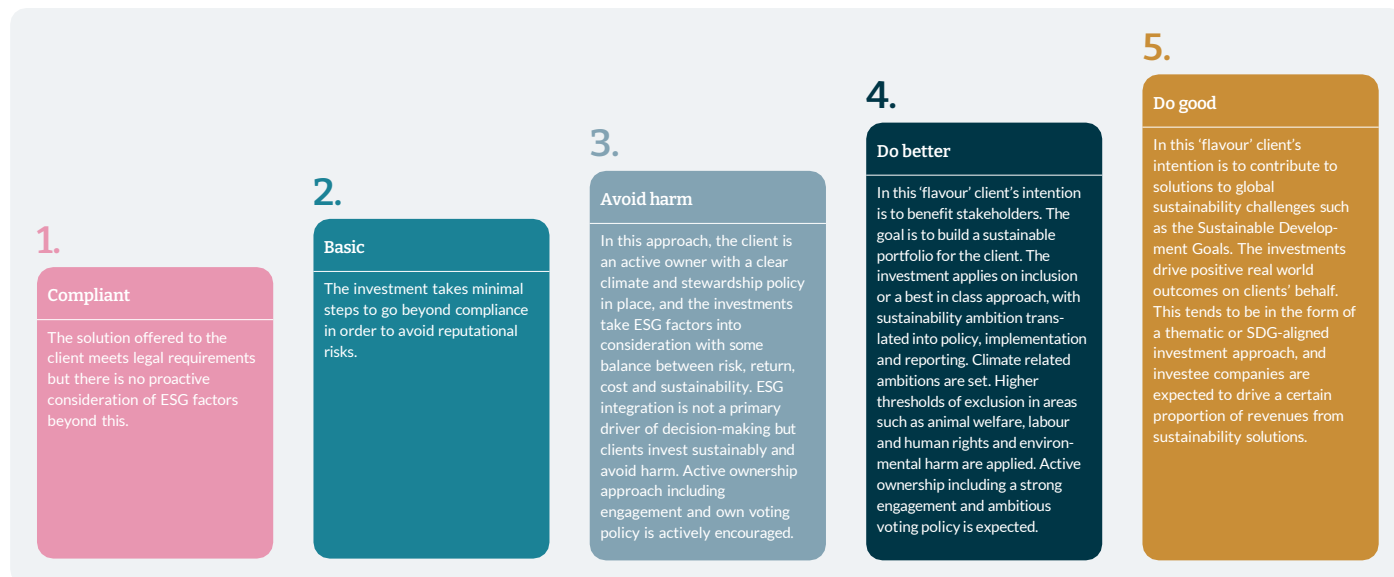 1.
Compliant
The solution offered to the
client meets legal requirements
but there is no proactive
consideration of ESG factors
beyond this.
2.
Basic
The investment takes minimal
steps to go beyond compliance
in order to avoid reputational
risks.
3.
Avoid harm
In this approach, the client is
an active owner with a clear
climate and stewardship policy
in place, and the investments
take ESG factors into
consideration with some
balance between risk, return,
cost and sustainability. ESG
integration is not a primary
driver of decision-making but
clients invest sustainably and
avoid harm. Active ownership
approach including
engagement and own voting
policy is actively encouraged.
4.
Do better
In this ‘flavour’ client’s intention
is to benefit stakeholders. The
goal is to build a sustainable
portfolio for the client. The
investment applies on inclusion
or a best in class approach, with
sustainability ambition trans-
lated into policy, implementation
and reporting. Climate related
ambitions are set. Higher
thresholds of exclusion in areas
such as animal welfare, labour
and human rights and environ-
mental harm are applied. Active
ownership including a strong
engagement and ambitious
voting policy is expected.
5.
Do good
In this ‘flavour’ client’s
intention is to contribute to
solutions to global
sustainability challenges such
as the Sustainable Develop-
ment Goals. The investments
drive positive real world
outcomes on clients’ behalf.
This tends to be in the form of
a thematic or SDG-aligned
investment approach, and
investee companies are
expected to drive a certain
proportion of revenues from
sustainability solutions.